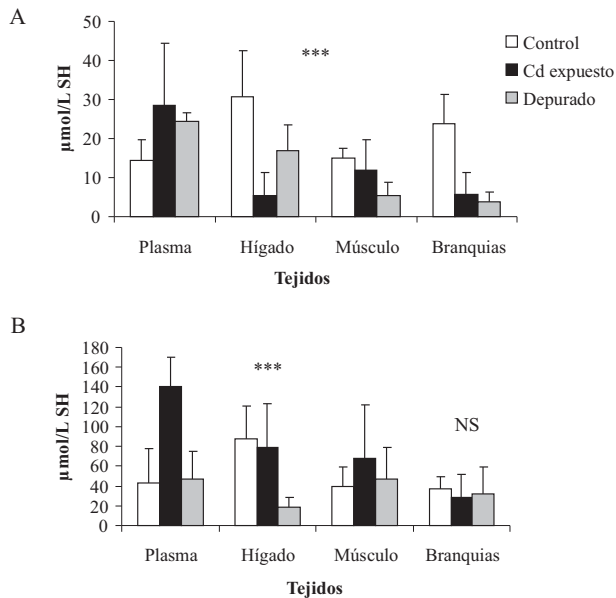 A
50
40
30
20
10
0
µmol/L SH
***
Control
Cd expuesto
Depurado
Plasma Hígado Músculo Branquias
Tejidos
B
180
160
140
120
100
80
60
40
20
0
µmol/L SH
***
NS
Plasma Hígado Músculo Branquias
Tejidos